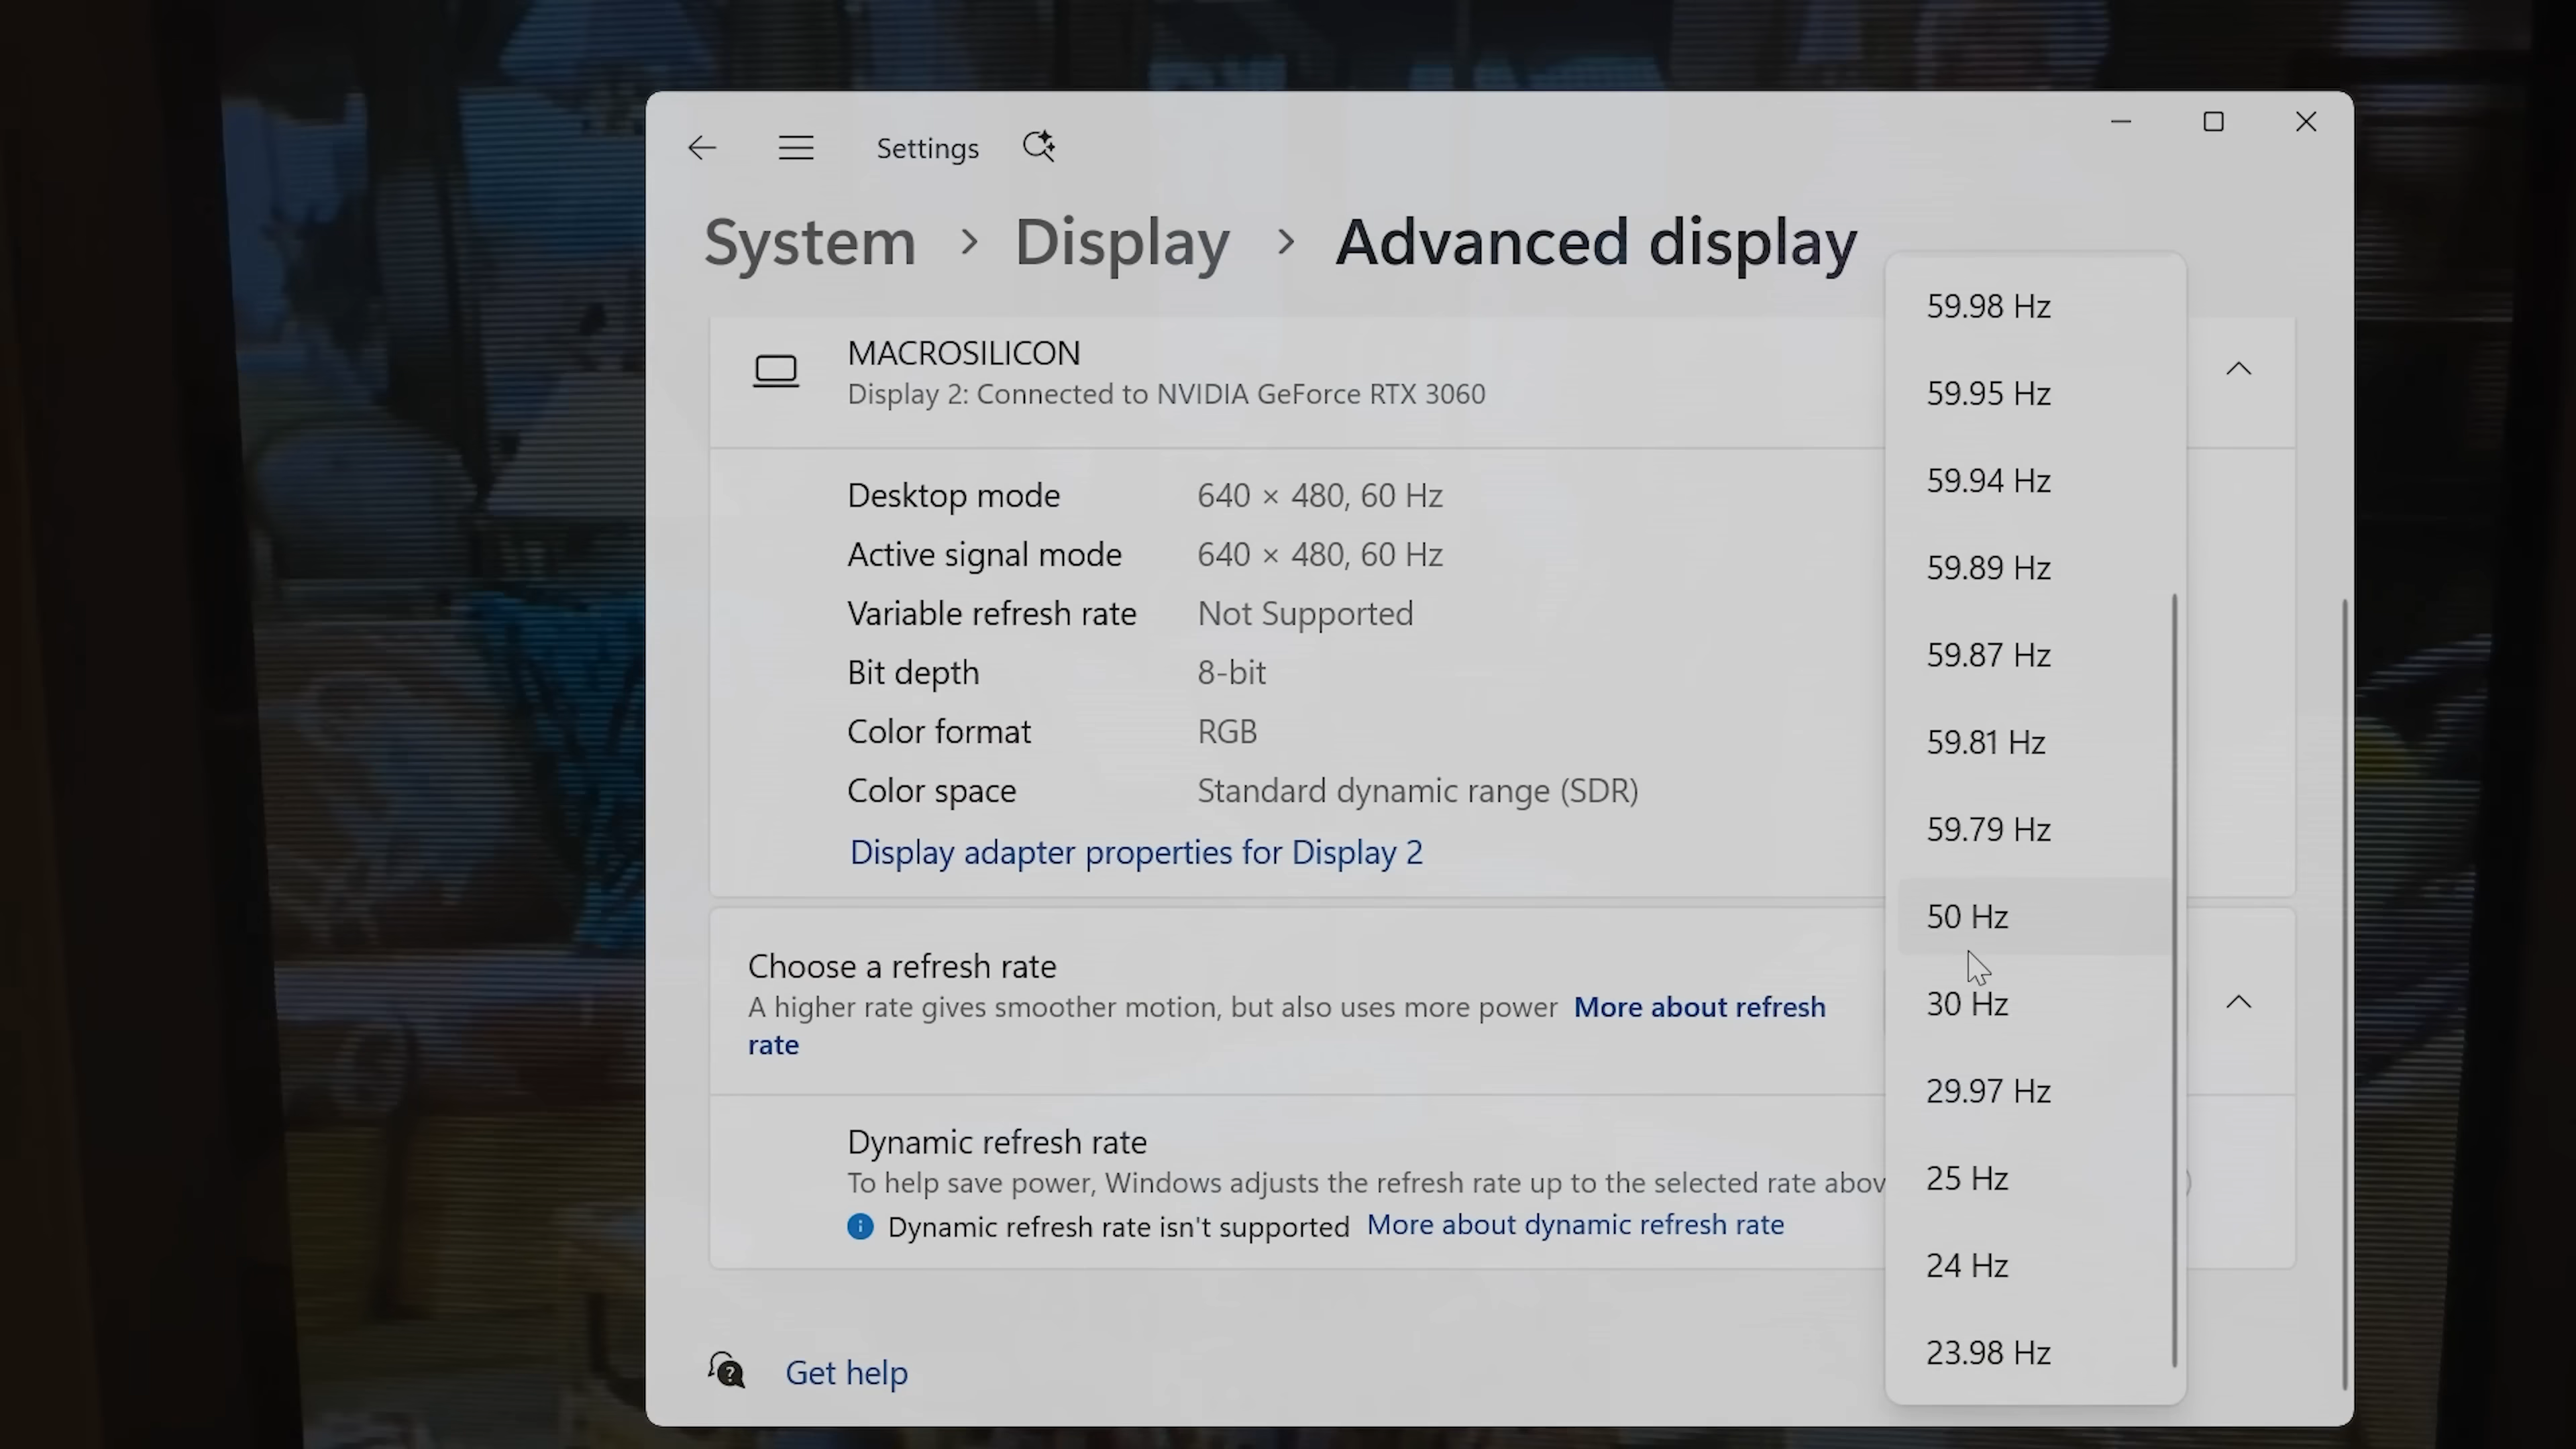 Settings
System > Display > Advanced display
MACROSILICON
Display 2: Connected to NVIDIA GeForce RTX 3060
Desktop mode 640 × 480, 60 Hz
Active signal mode 640 × 480, 60 Hz
Variable refresh rate Not Supported
Bit depth 8-bit
Color format RGB
Color space Standard dynamic range (SDR)
Display adapter properties for Display 2
Choose a refresh rate
A higher rate gives smoother motion, but also uses more power More about refresh
rate
Dynamic refresh rate
To help save power, Windows adjusts the refresh rate up to the selected rate abov
Dynamic refresh rate isn't supported More about dynamic refresh rate
Get help
59.98 Hz
59.95 Hz
59.94 Hz
59.89 Hz
59.87 Hz
59.81 Hz
59.79 Hz
50 Hz
30 Hz
29.97 Hz
25 Hz
24 Hz
23.98 Hz